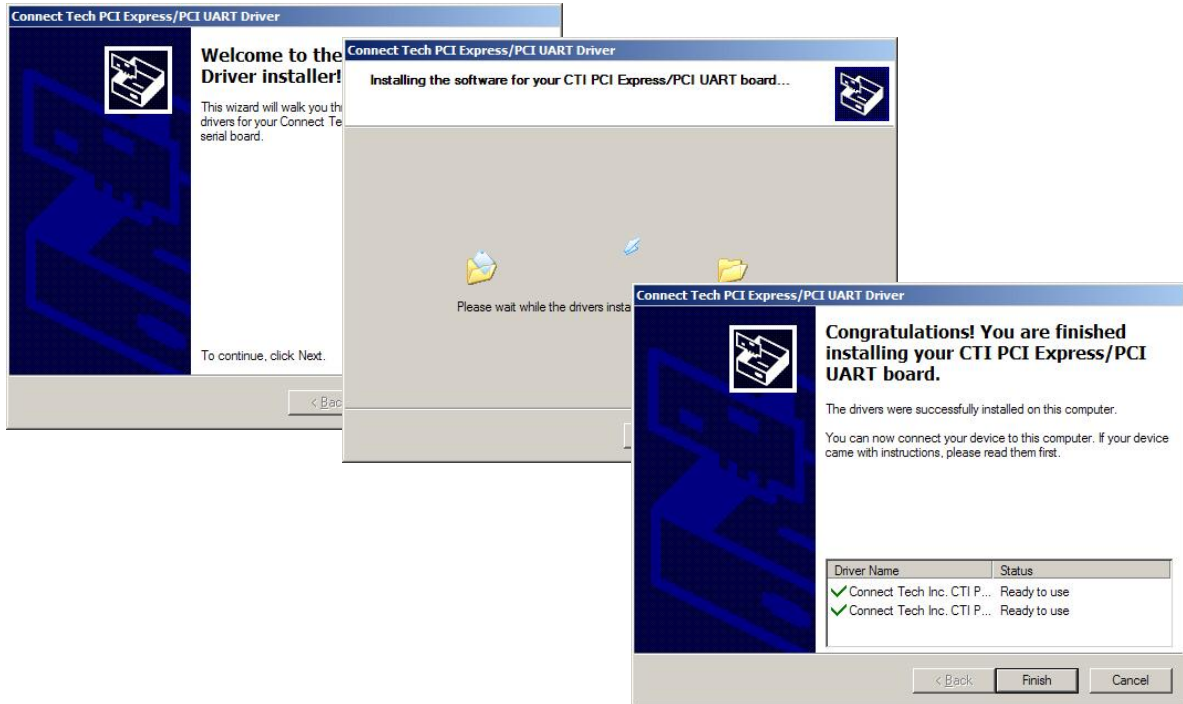 Connect Tech PCI Express/PCI UART Driver
Welcome to the
Driver installer!
This wizard will walk you th
drivers for your Connect Te
serial board.
To continue, click Next.
< Bac
Connect Tech PCI Express/PCI UART Driver
Installing the software for your CTI PCI Express/PCI UART board...
Please wait while the drivers insta
Connect Tech PCI Express/PCI UART Driver
Congratulations! You are finished
installing your CTI PCI Express/PCI
UART board.
The drivers were successfully installed on this computer.
You can now connect your device to this computer. If your device
came with instructions, please read them first.
Driver Name Status
Connect Tech Inc. CTI P... Ready to use
Connect Tech Inc. CTI P... Ready to use
< Back Finish Cancel